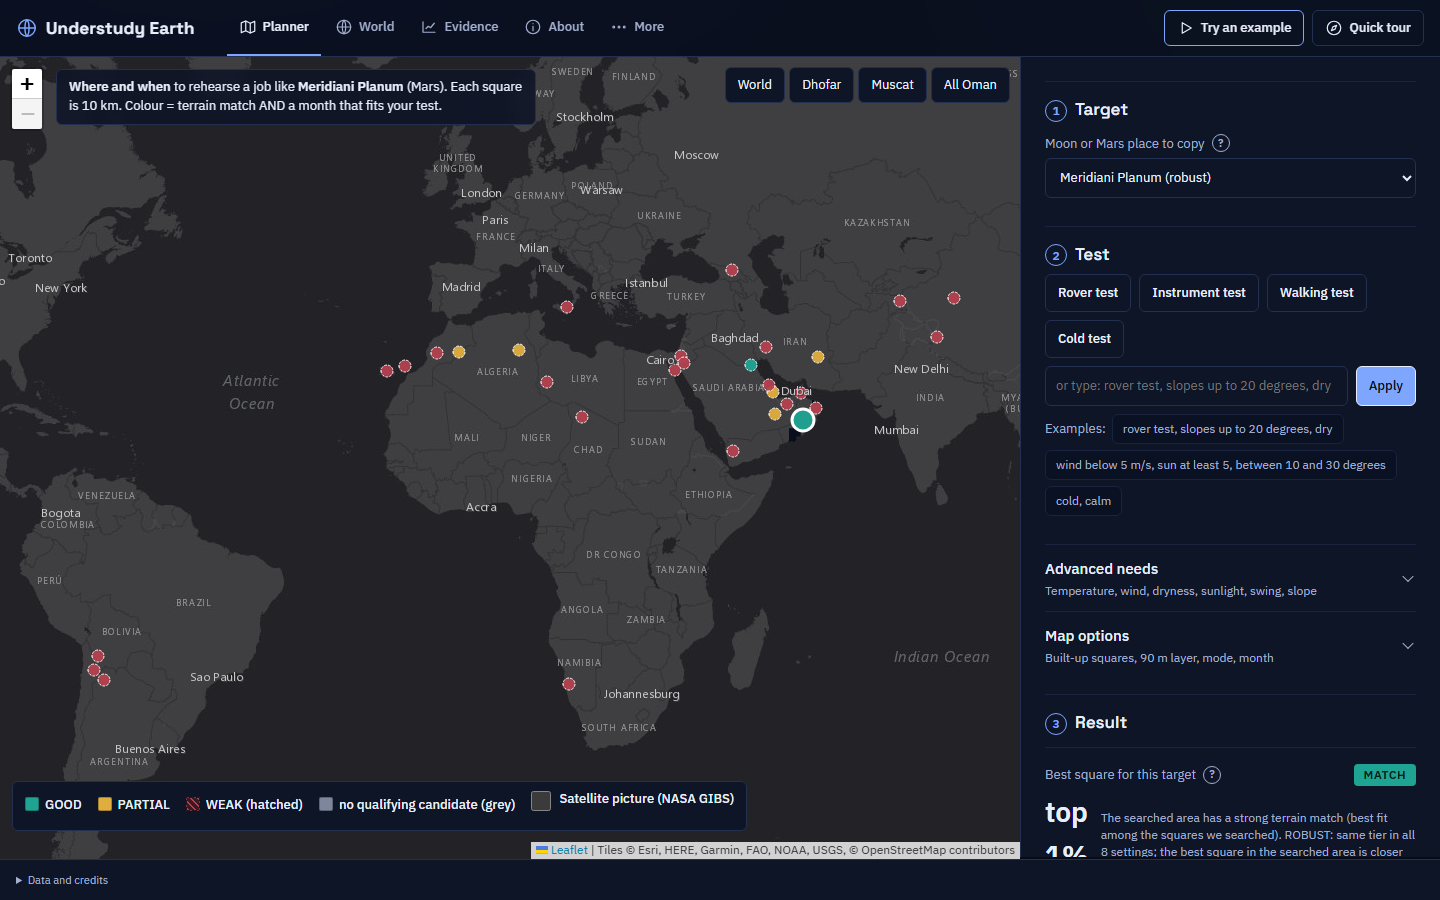 Understudy Earth
Planner
World
Evidence
About
More
Try an example
Quick tour
+
−
Where and when to rehearse a job like Meridiani Planum (Mars). Each square
is 10 km. Colour = terrain match AND a month that fits your test.
World
Dhofar
Muscat
All Oman
SWEDEN
FINLAND
WAY
Stockholm
Moscow
UNITED
KINGDOM
London
GERMANY
POLAND
Warsaw
Paris
FRANCE
UKRAINE
KAZAKHSTAN
Milan
Toronto
New York
ITALY
Madrid
Istanbul
GREECE
TURKEY
Baghdad
IRAN
Cairo
ALGERIA
LIBYA
EGYPT
SAUDI ARABIA
Dubai
New Delhi
INDIA
MYA
(BU
Atlantic
Ocean
MALI
NIGER
CHAD
SUDAN
Mumbai
NIGERIA
ETHIOPIA
VENEZUELA
Bogota
COLOMBIA
Accra
DR CONGO
TANZANIA
PERÚ
BRAZIL
ANGOLA
ZAMBIA
BOLIVIA
Indian Ocean
NAMIBIA
Sao Paulo
Johannesburg
SOUTH AFRICA
Buenos Aires
ARGENTINA
GOOD
PARTIAL
WEAK (hatched)
no qualifying candidate (grey)
Satellite picture (NASA GIBS)
Leaflet | Tiles © Esri, HERE, Garmin, FAO, NOAA, USGS, © OpenStreetMap contributors
1 Target
Moon or Mars place to copy ?
Meridiani Planum (robust)
2 Test
Rover test
Instrument test
Walking test
Cold test
or type: rover test, slopes up to 20 degrees, dry
Apply
Examples:
rover test, slopes up to 20 degrees, dry
wind below 5 m/s, sun at least 5, between 10 and 30 degrees
cold, calm
Advanced needs
Temperature, wind, dryness, sunlight, swing, slope
Map options
Built-up squares, 90 m layer, mode, month
3 Result
Best square for this target ?
MATCH
top
1%
The searched area has a strong terrain match (best fit
among the squares we searched). ROBUST: same tier in all
8 settings; the best square in the searched area is closer
Data and credits